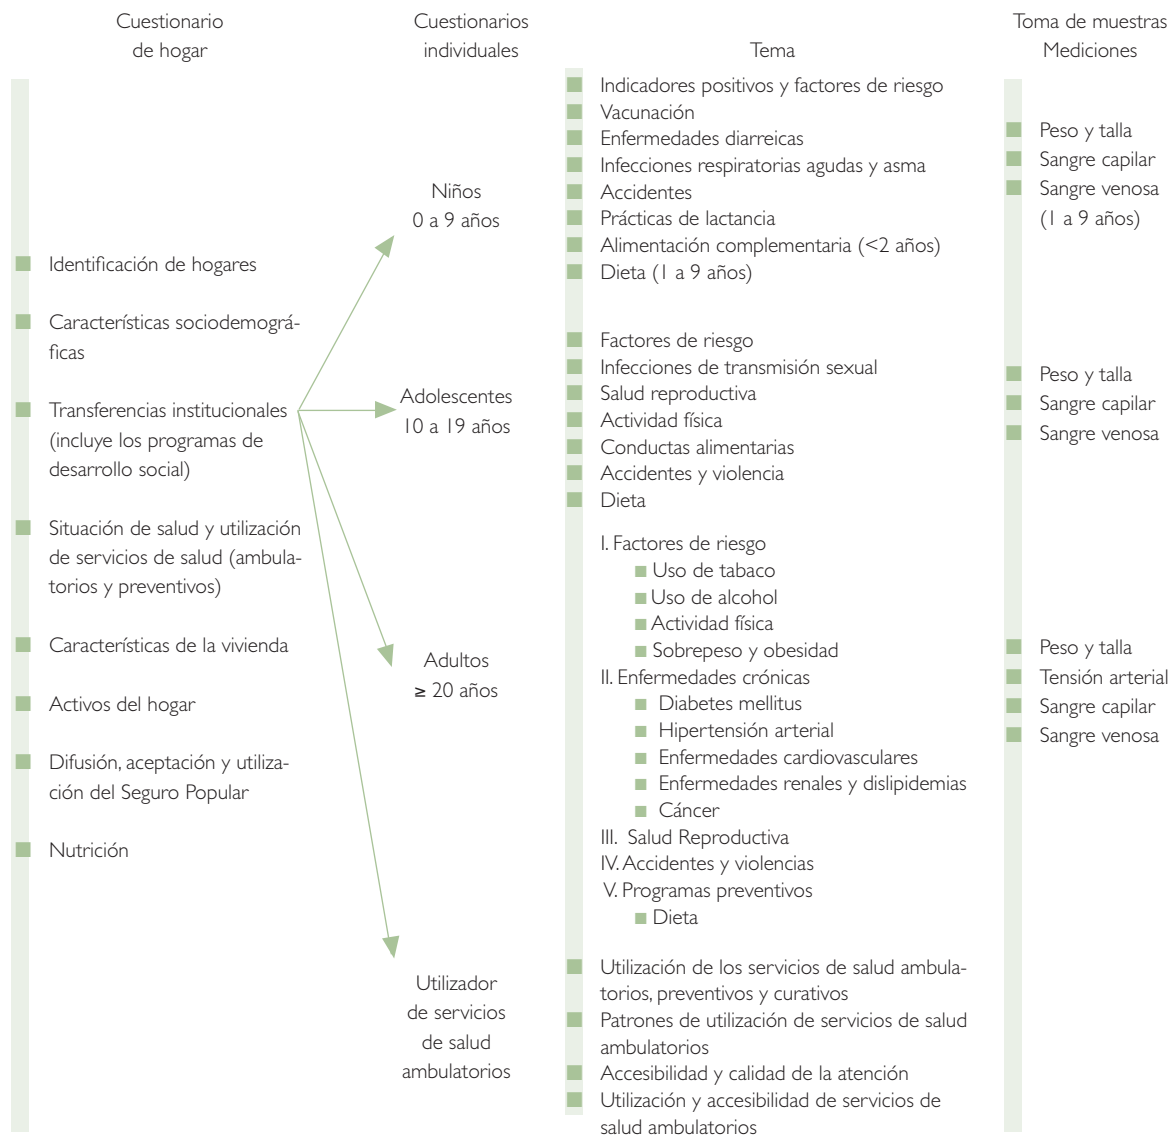 Cuestionario
de hogar
Identificación de hogares
Características sociodemográ-
ficas
Transferencias institucionales
(incluye los programas de
desarrollo social)
Situación de salud y utilización
de servicios de salud (ambula-
torios y preventivos)
Características de la vivienda
Activos del hogar
Difusión, aceptación y utiliza-
ción del Seguro Popular
Nutrición
Cuestionarios
individuales
Niños
0 a 9 años
Adolescentes
10 a 19 años
Adultos
≥ 20 años
Utilizador
de servicios
de salud
ambulatorios
Tema
Indicadores positivos y factores de riesgo
Vacunación
Enfermedades diarreicas
Infecciones respiratorias agudas y asma
Accidentes
Prácticas de lactancia
Alimentación complementaria (<2 años)
Dieta (1 a 9 años)
Factores de riesgo
Infecciones de transmisión sexual
Salud reproductiva
Actividad física
Conductas alimentarias
Accidentes y violencia
Dieta
I. Factores de riesgo
Uso de tabaco
Uso de alcohol
Actividad física
Sobrepeso y obesidad
II. Enfermedades crónicas
Diabetes mellitus
Hipertensión arterial
Enfermedades cardiovasculares
Enfermedades renales y dislipidemias
Cáncer
III. Salud Reproductiva
IV. Accidentes y violencias
V. Programas preventivos
Dieta
Utilización de los servicios de salud ambula-
torios, preventivos y curativos
Patrones de utilización de servicios de salud
ambulatorios
Accesibilidad y calidad de la atención
Utilización y accesibilidad de servicios de
salud ambulatorios
Toma de muestras
Mediciones
Peso y talla
Sangre capilar
Sangre venosa
(1 a 9 años)
Peso y talla
Sangre capilar
Sangre venosa
Peso y talla
Tensión arterial
Sangre capilar
Sangre venosa